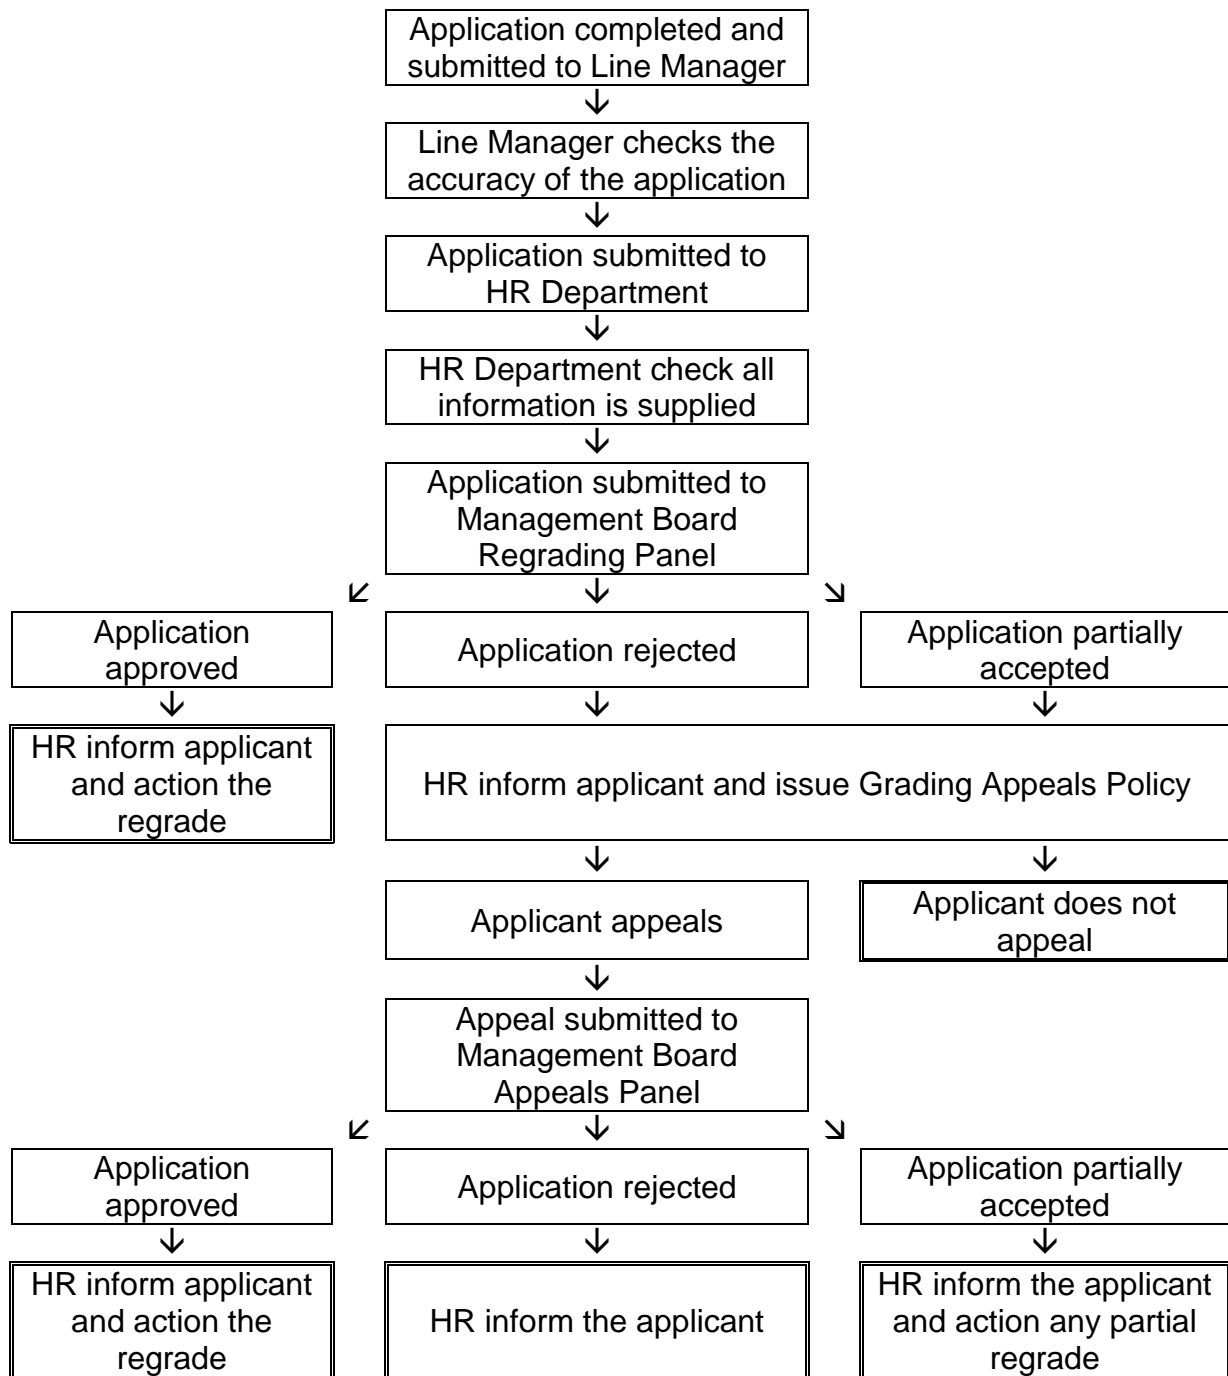 Application completed and
submitted to Line Manager
Line Manager checks the
accuracy of the application
Application submitted to
HR Department
HR Department check all
information is supplied
Application submitted to
Management Board
Regrading Panel
Application
approved
Application rejected
Application partially
accepted
HR inform applicant
and action the
regrade
HR inform applicant and issue Grading Appeals Policy
Applicant appeals
Applicant does not
appeal
Appeal submitted to
Management Board
Appeals Panel
Application
approved
Application rejected
Application partially
accepted
HR inform applicant
and action the
regrade
HR inform the applicant
HR inform the applicant
and action any partial
regrade